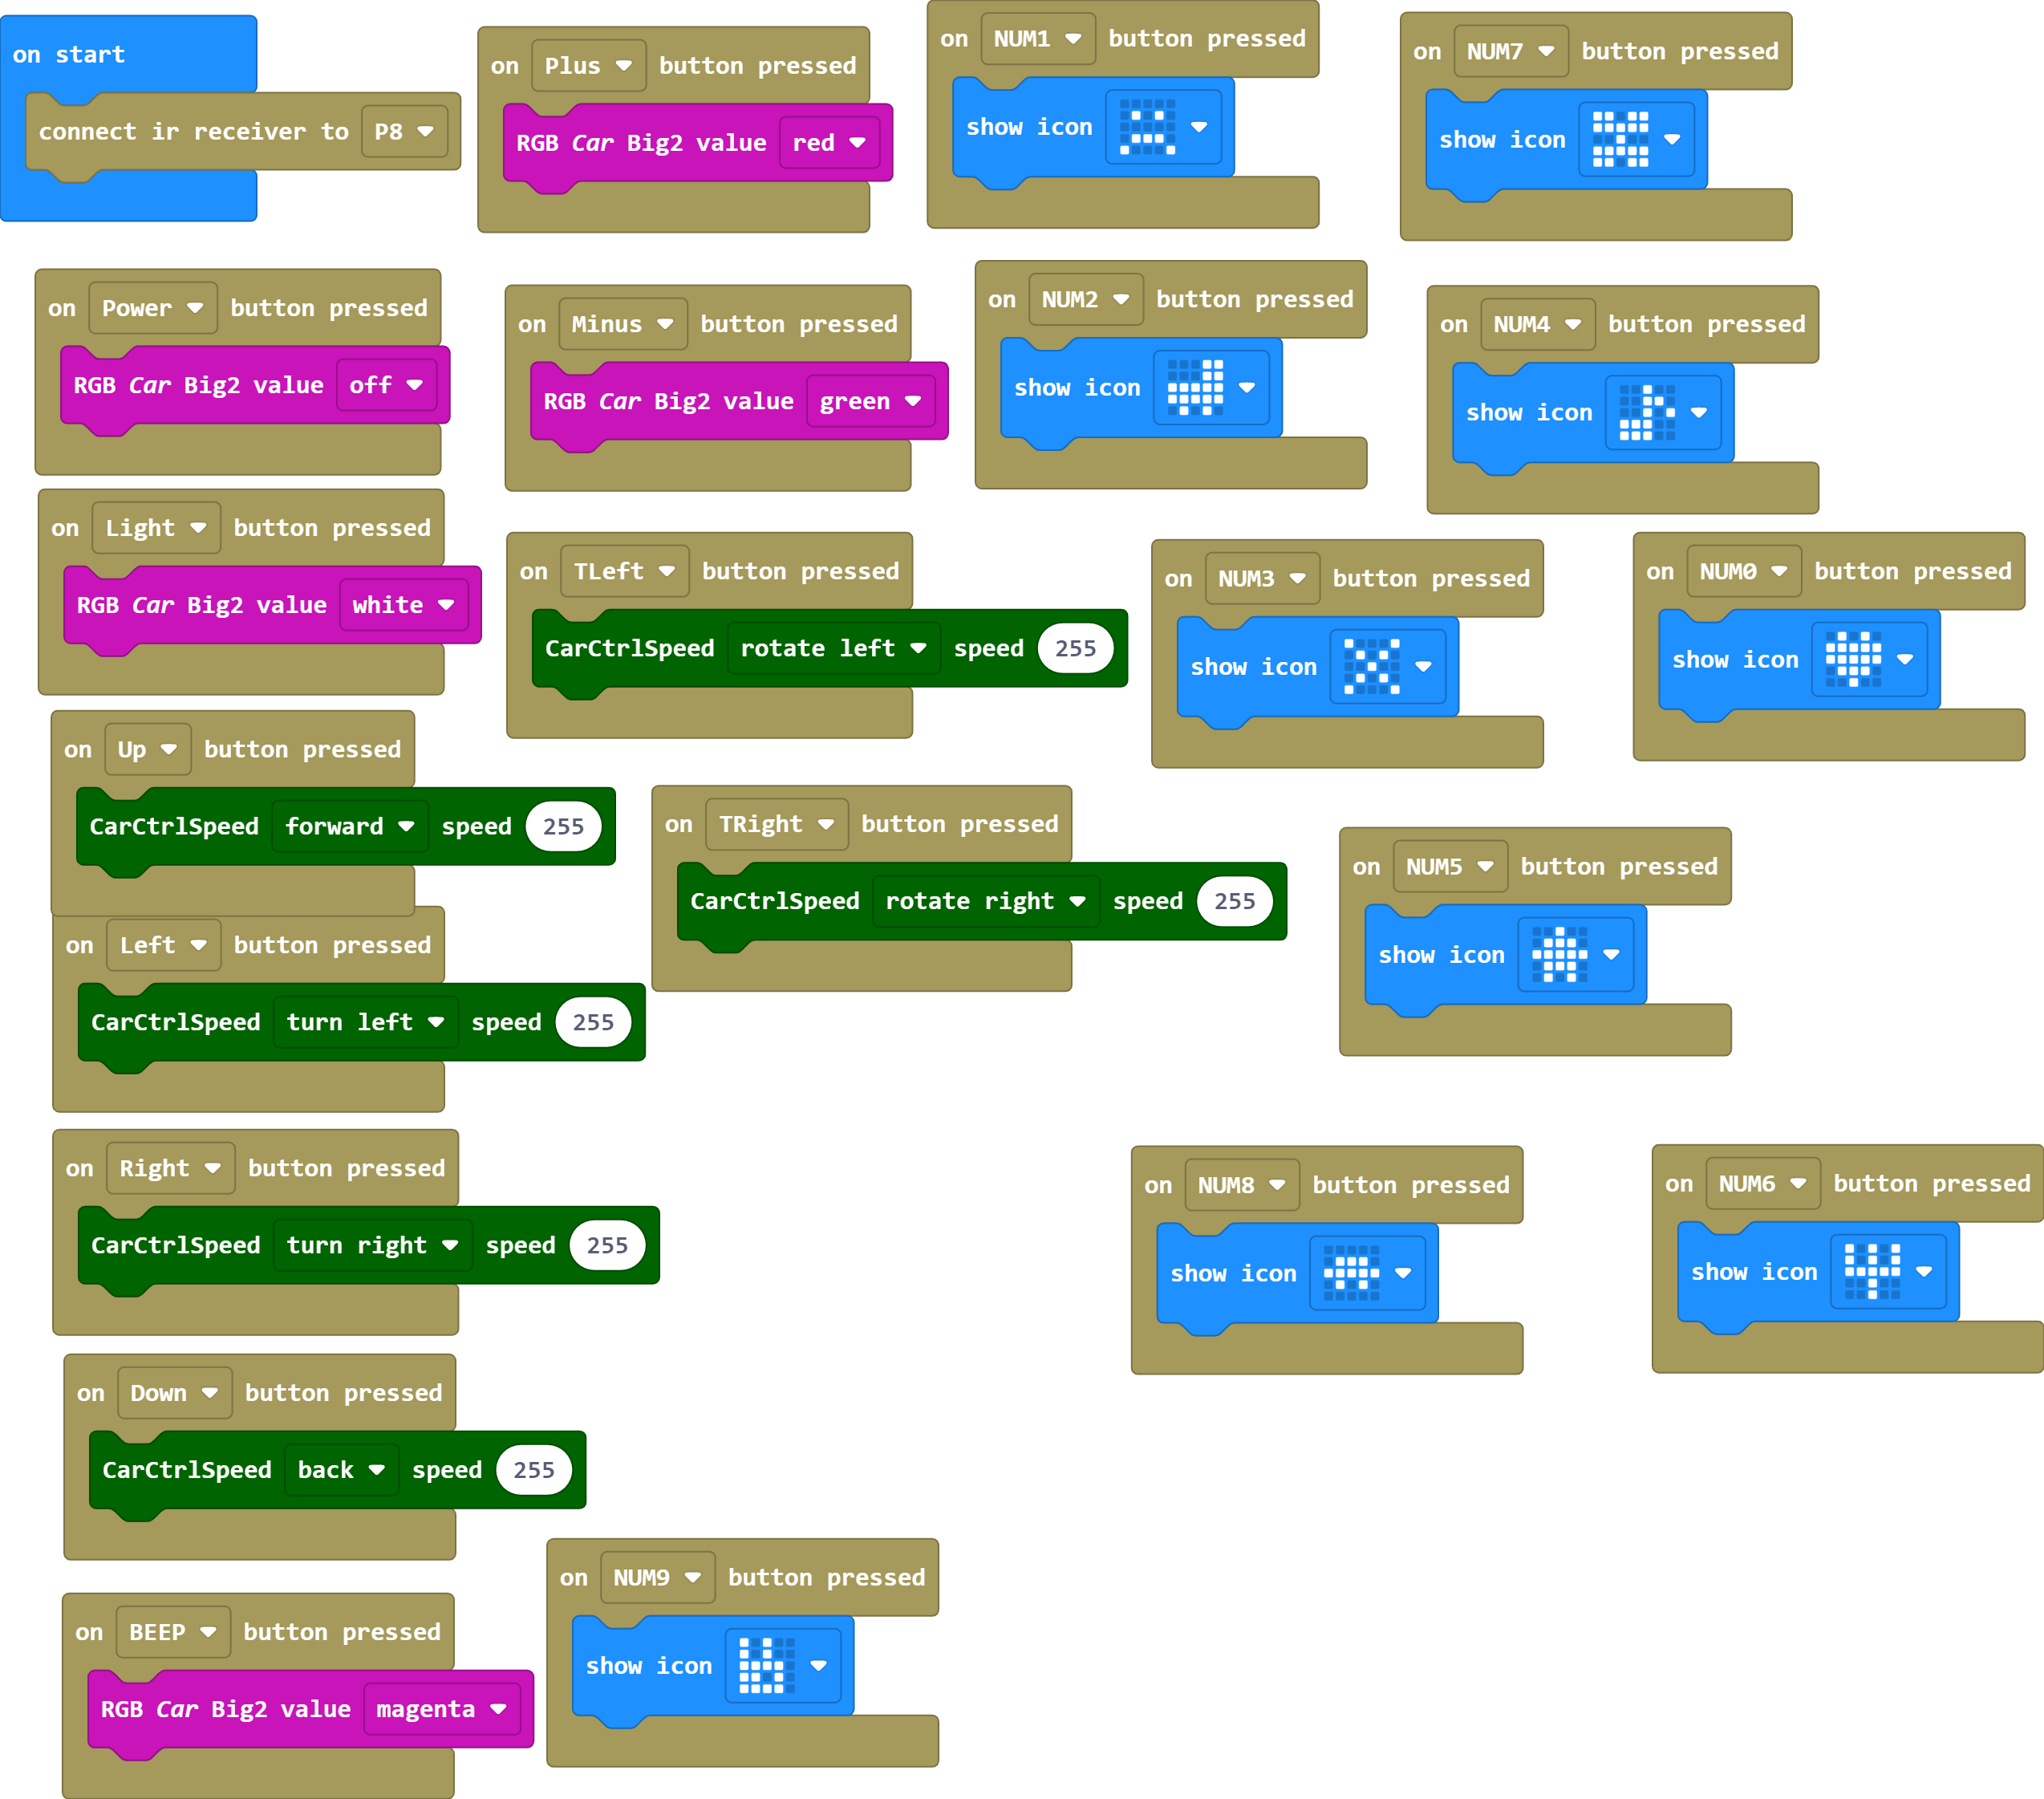 on start
connect ir receiver to P8
on Plus button pressed
RGB Car Big2 value red
on NUM1 button pressed
show icon
on NUM7 button pressed
show icon
on Power button pressed
RGB Car Big2 value off
on Minus button pressed
RGB Car Big2 value green
on NUM2 button pressed
show icon
on NUM4 button pressed
show icon
on Light button pressed
RGB Car Big2 value white
on TLeft button pressed
CarCtrlSpeed rotate left speed 255
on NUM3 button pressed
show icon
on NUM0 button pressed
show icon
on Up button pressed
CarCtrlSpeed forward speed 255
on TRight button pressed
CarCtrlSpeed rotate right speed 255
on NUM5 button pressed
show icon
on Left button pressed
CarCtrlSpeed turn left speed 255
on Right button pressed
CarCtrlSpeed turn right speed 255
on NUM8 button pressed
show icon
on NUM6 button pressed
show icon
on Down button pressed
CarCtrlSpeed back speed 255
on NUM9 button pressed
show icon
on BEEP button pressed
RGB Car Big2 value magenta